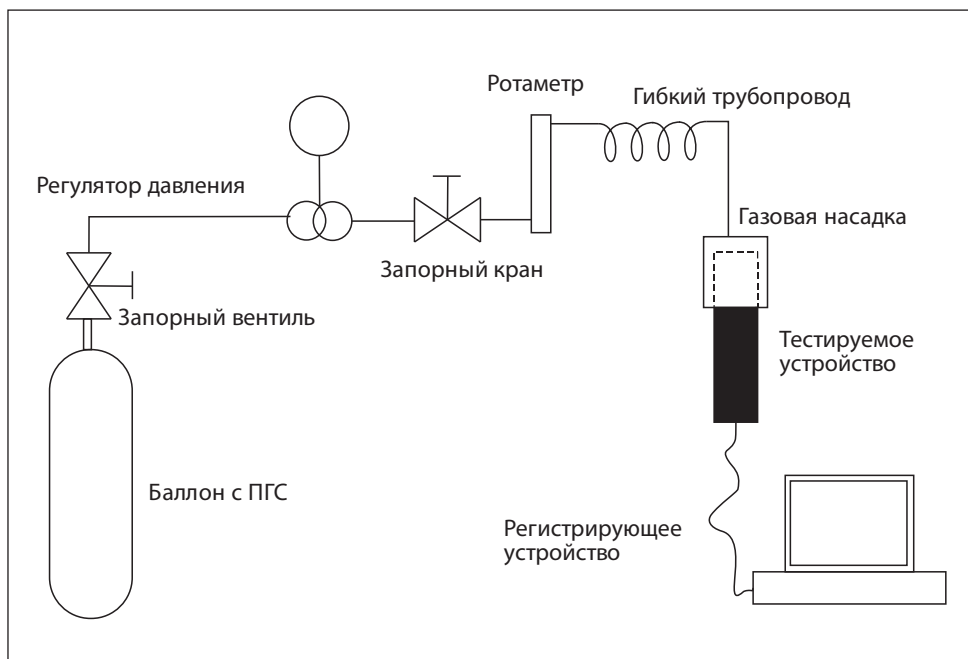 Ротаметр
Гибкий трубопровод
Регулятор давления
Газовая насадка
Запорный кран
Запорный вентиль
Тестируемое
устройство
Баллон с ПГС
Регистрирующее
устройство